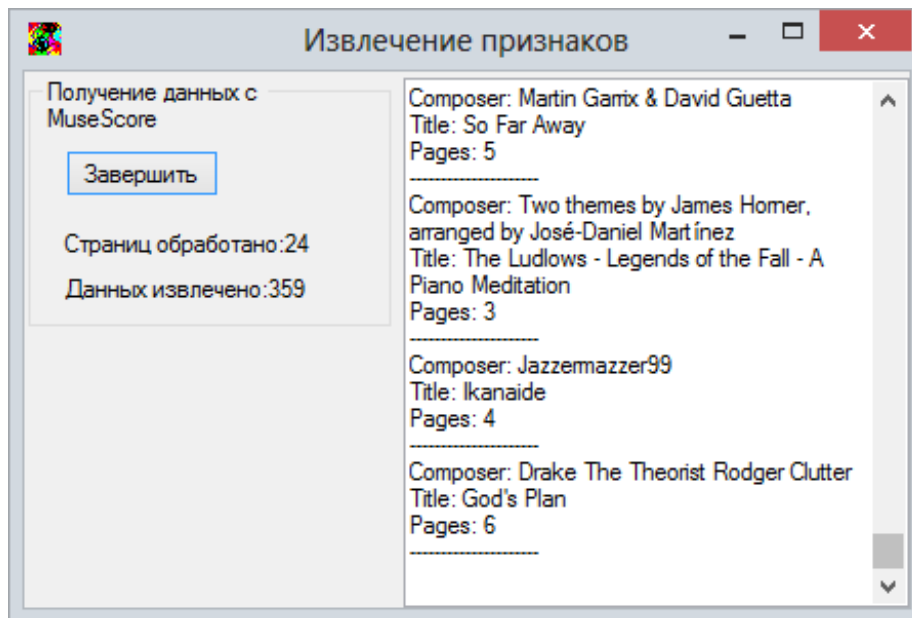 Извлечение признаков
Получение данных с
MuseScore
Завершить
Страниц обработано:24
Данных извлечено:359
Composer: Martin Garrix & David Guetta
Title: So Far Away
Pages: 5
---------------------
Composer: Two themes by James Horner,
arranged by José-Daniel Martínez
Title: The Ludlows - Legends of the Fall - A
Piano Meditation
Pages: 3
---------------------
Composer: Jazzermazzer99
Title: Ikanaide
Pages: 4
---------------------
Composer: Drake The Theorist Rodger Clutter
Title: God's Plan
Pages: 6
---------------------